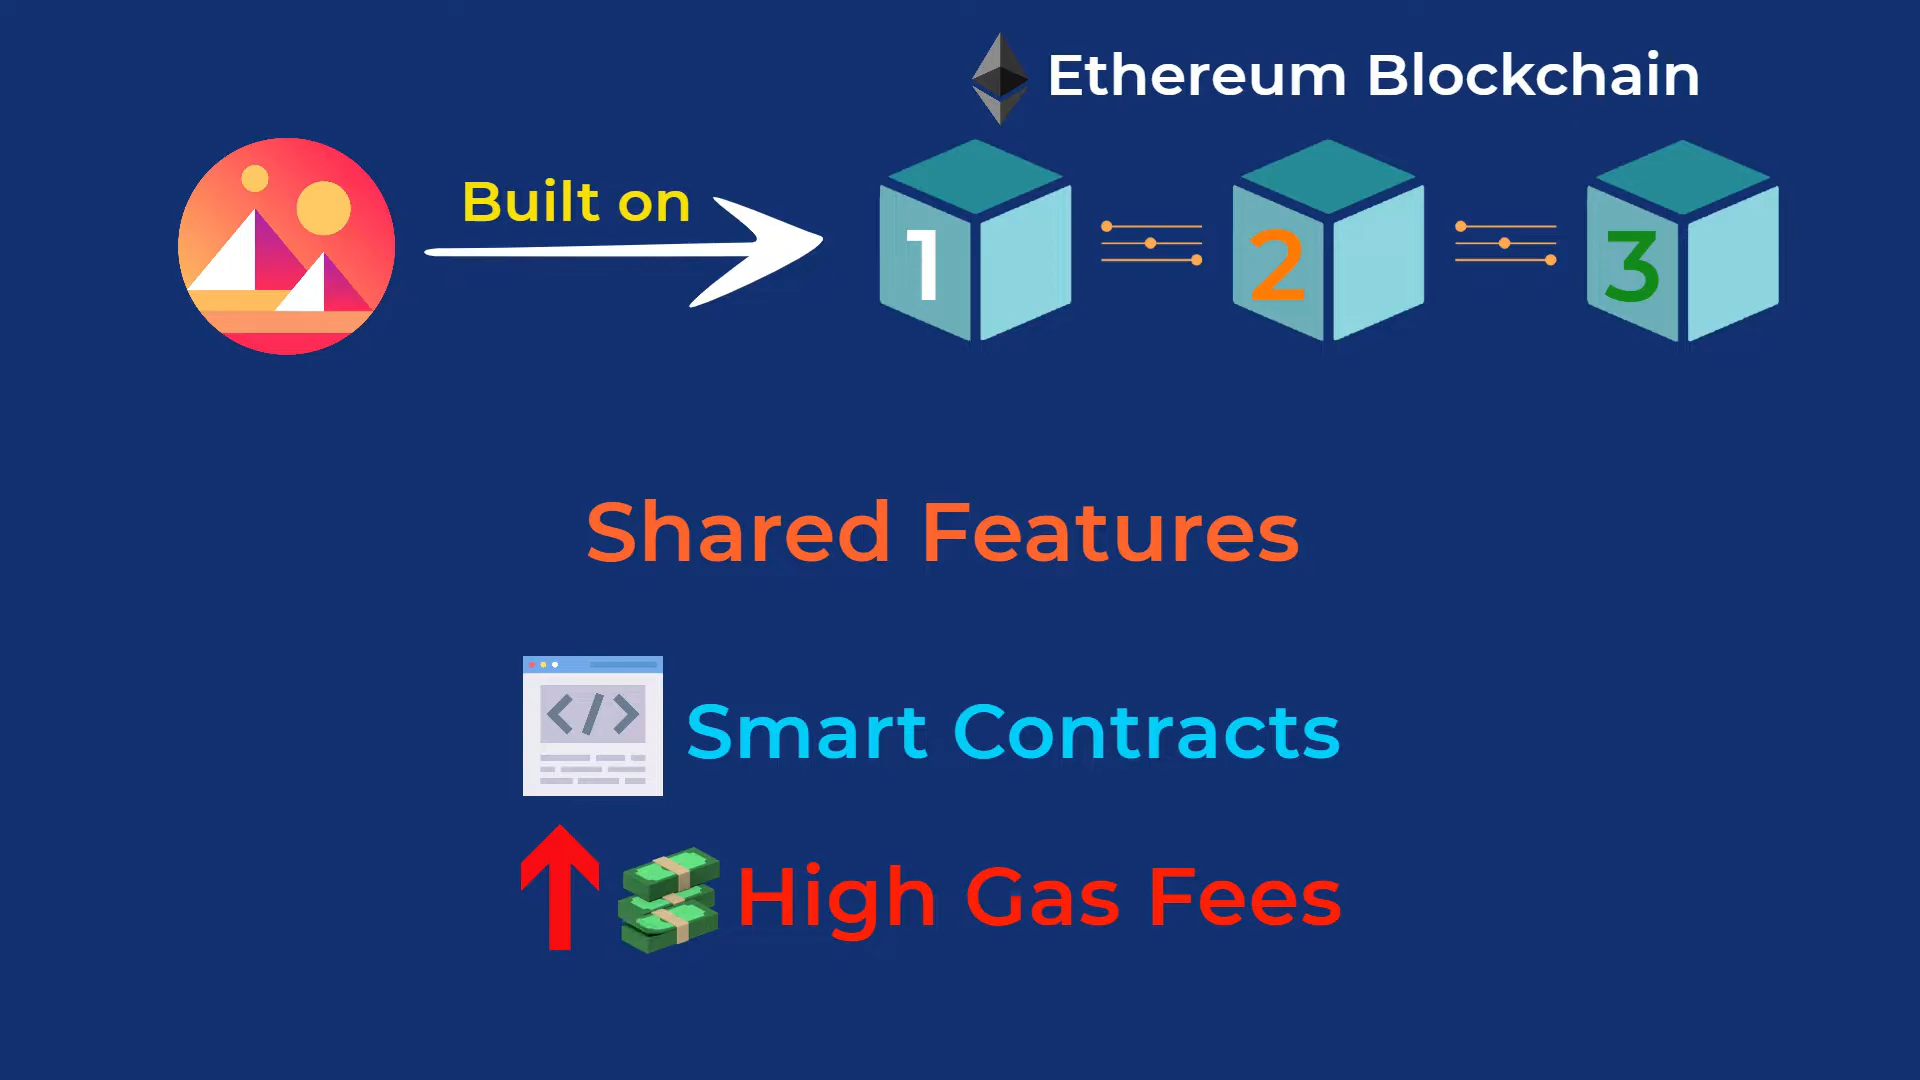 Ethereum Blockchain
Built on
1
2
3
Shared Features
</>
Smart Contracts
High Gas Fees